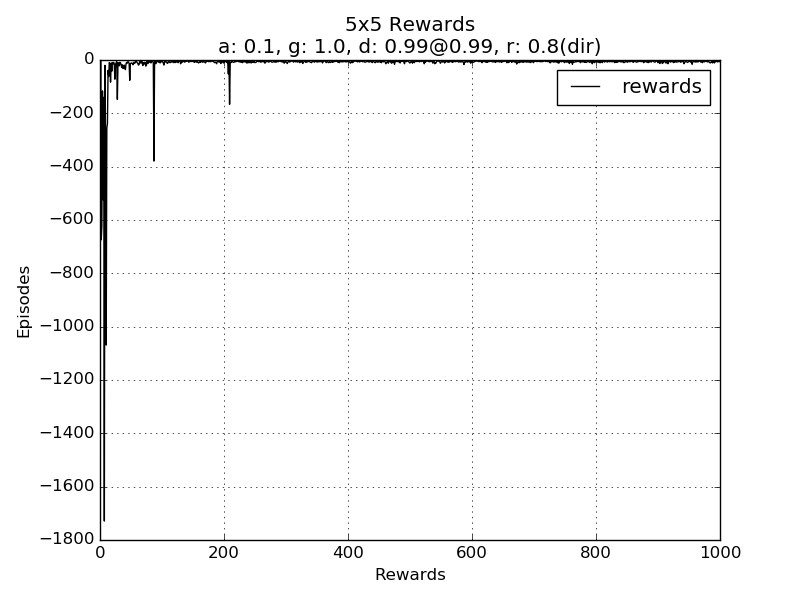 5x5 Rewards
a: 0.1, g: 1.0, d: 0.99@0.99, r: 0.8(dir)
rewards
0
−200
−400
−600
−800
−1000
−1200
−1400
−1600
−1800
Episodes
0 200 400 600 800 1000
Rewards